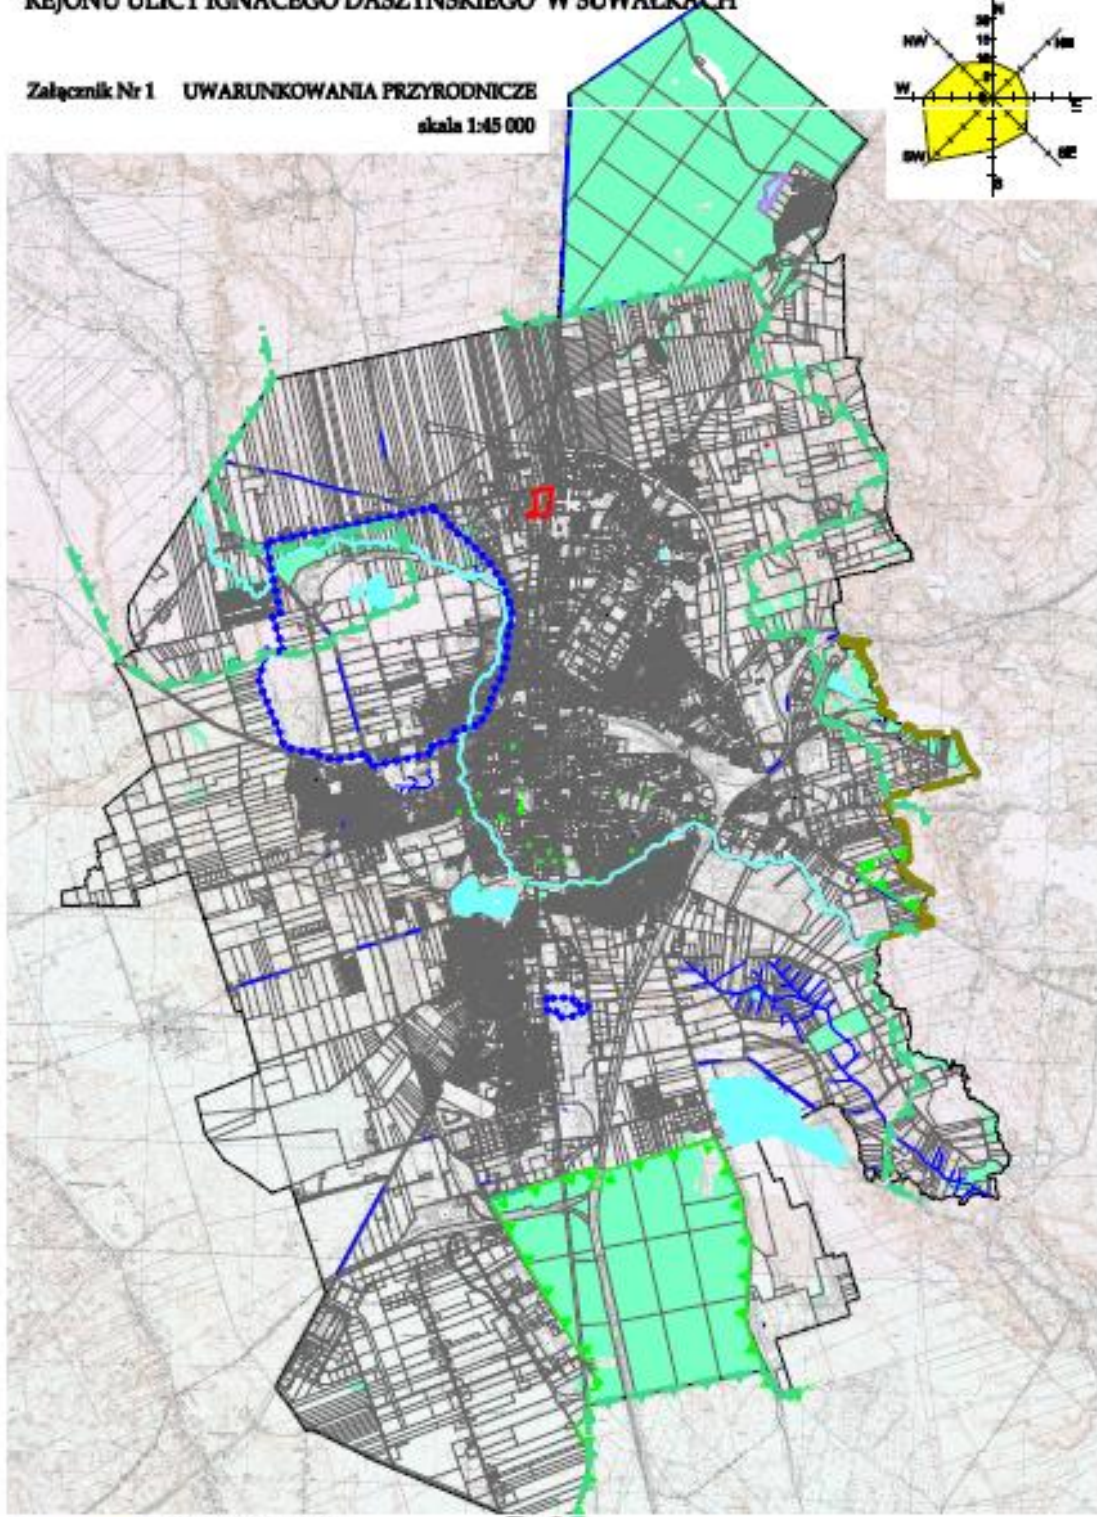 REJONU ULICY IGNACEGO DASZYŃSKIEGO W SUWAŁKACH
Załącznik Nr 1 UWARUNKOWANIA PRZYRODNICZE
skala 1:45 000
N
NW
NE
W
E
SW
SE
S